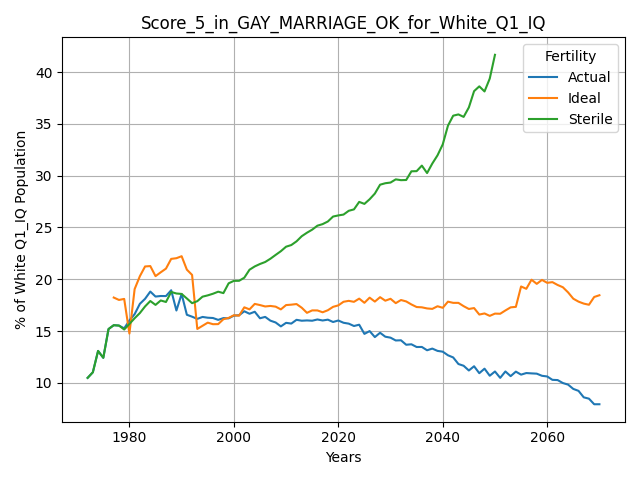 Score_5_in_GAY_MARRIAGE_OK_for_White_Q1_IQ
% of White Q1_IQ Population
40
35
30
25
20
15
10
Fertility
Actual
Ideal
Sterile
1980
2000
2020
2040
2060
Years